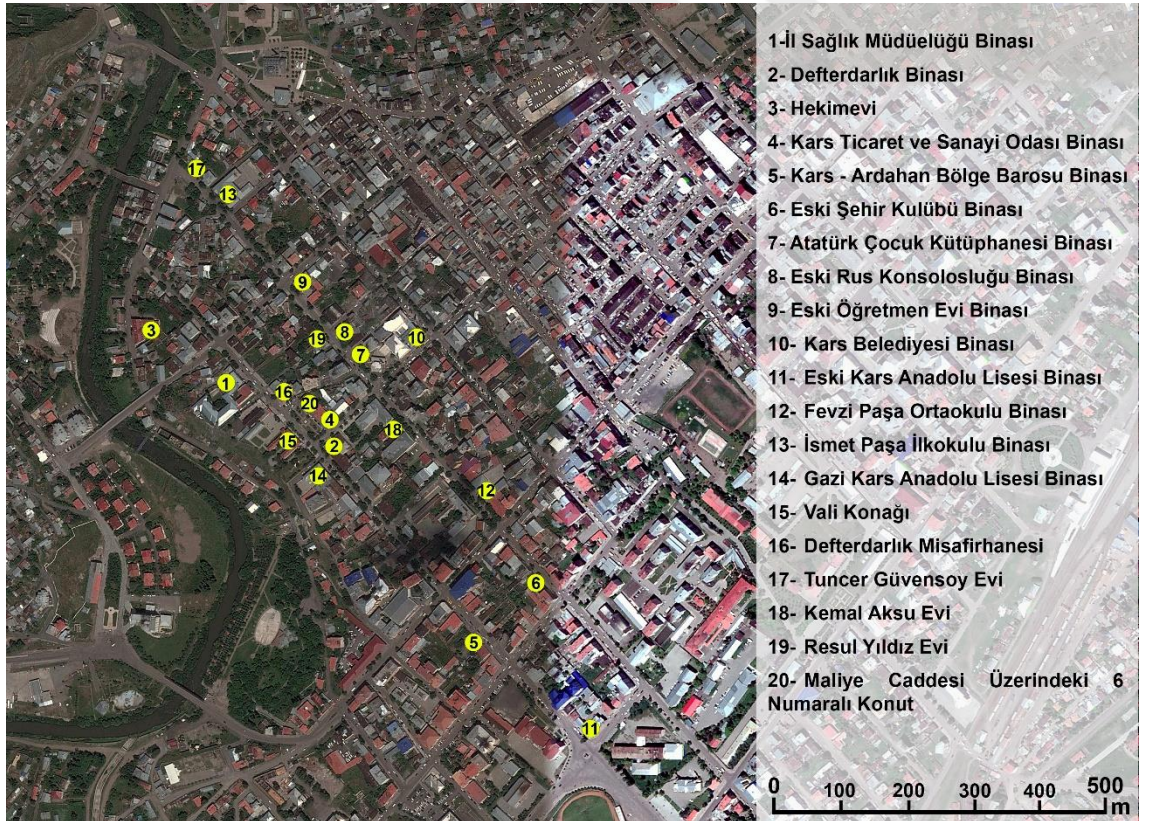 1-İl Sağlık Müdüelüğü Binası
2- Defterdarlık Binası
3- Hekimevi
4- Kars Ticaret ve Sanayi Odası Binası
5- Kars - Ardahan Bölge Barosu Binası
6- Eski Şehir Kulübü Binası
7- Atatürk Çocuk Kütüphanesi Binası
8- Eski Rus Konsolosluğu Binası
9- Eski Öğretmen Evi Binası
10- Kars Belediyesi Binası
11- Eski Kars Anadolu Lisesi Binası
12- Fevzi Paşa Ortaokulu Binası
13- İsmet Paşa İlkokulu Binası
14- Gazi Kars Anadolu Lisesi Binası
15- Vali Konağı
16- Defterdarlık Misafirhanesi
17- Tuncer Güvensoy Evi
18- Kemal Aksu Evi
19- Resul Yıldız Evi
20- Maliye Caddesi Üzerindeki 6
Numaralı Konut
0 100 200 300 400 500
m
17
13
9
3
19
8
10
7
1
16
20
4
18
15
2
14
12
6
5
11